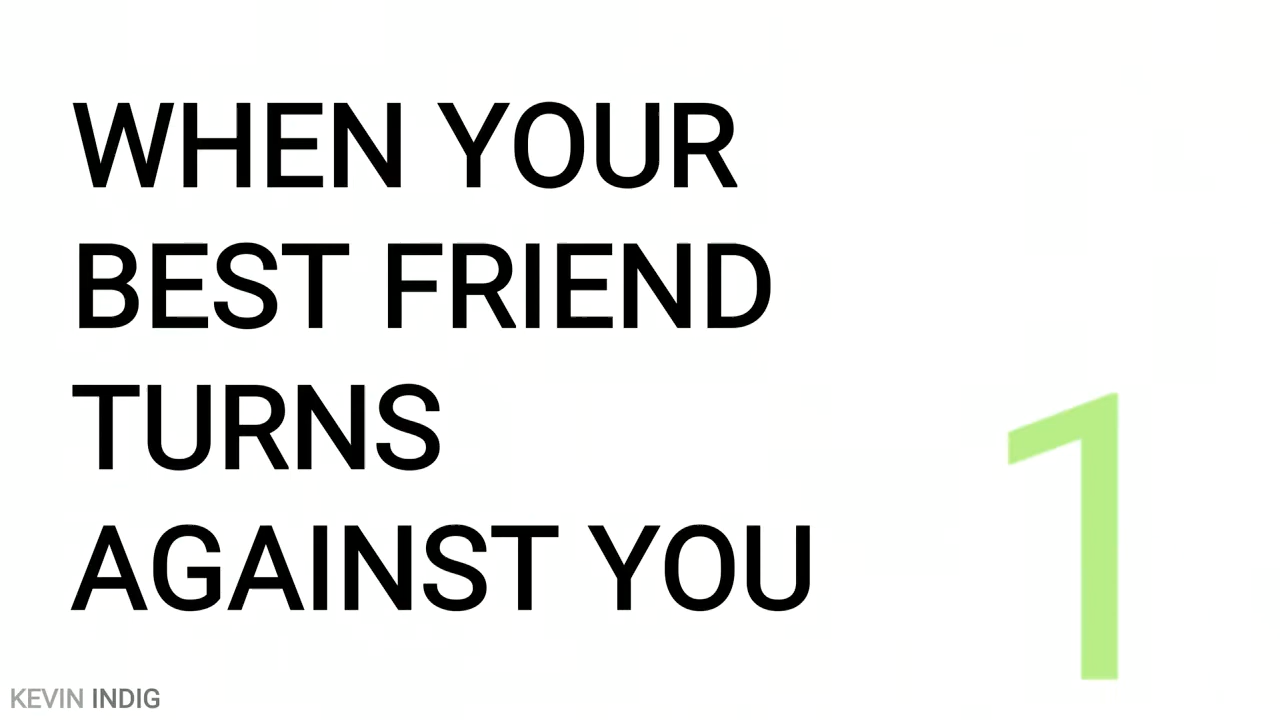 WHEN YOUR
BEST FRIEND
TURNS
AGAINST YOU
1
KEVIN INDIG